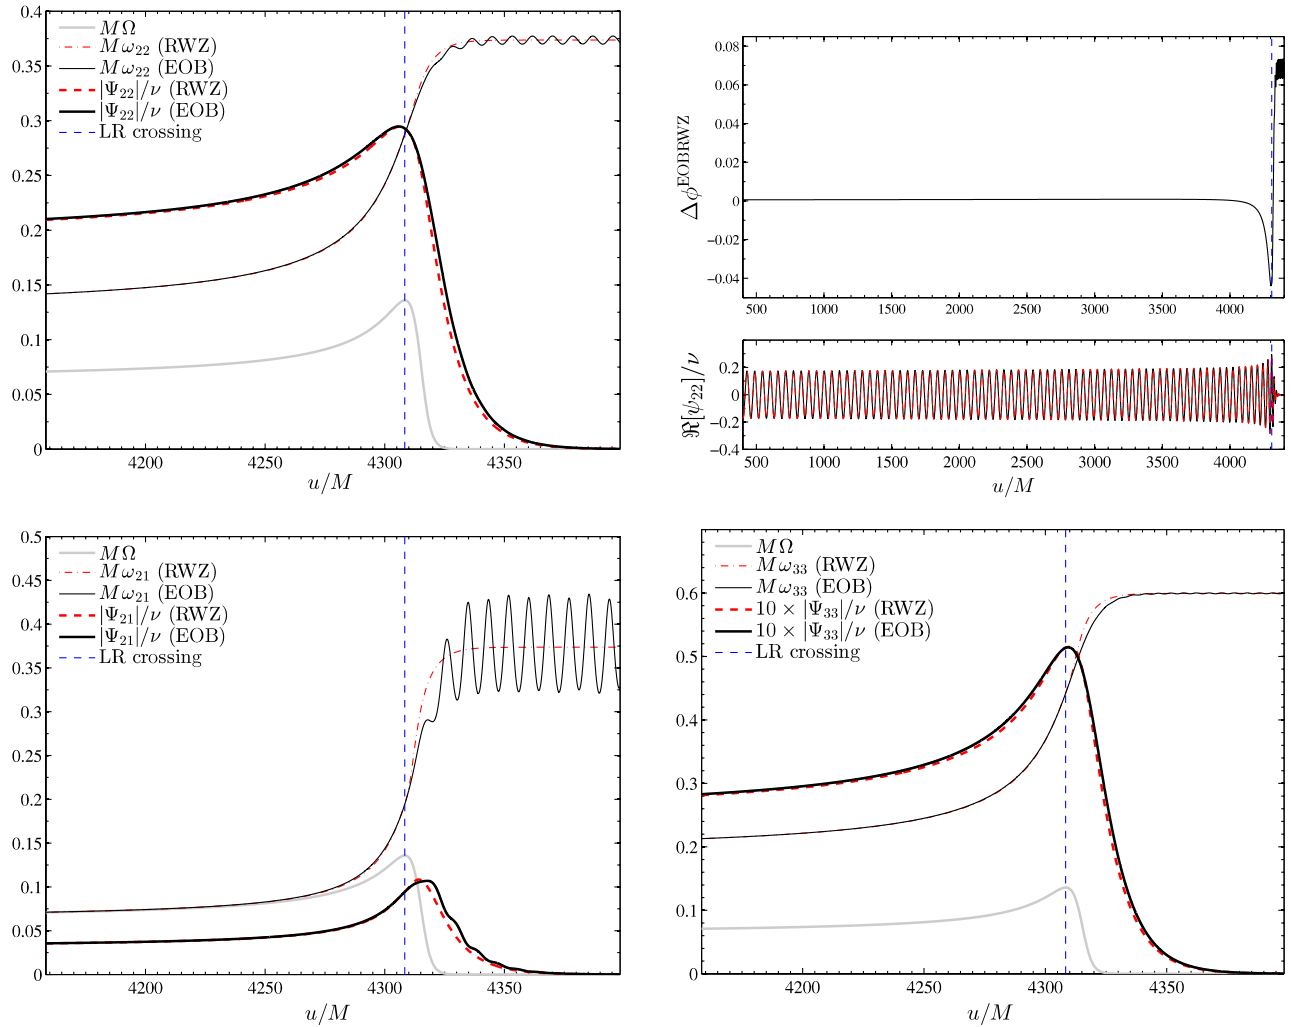 0.4
0.35
0.3
0.25
0.2
0.15
0.1
0.05
0
MΩ
Mω₂₂ (RWZ)
Mω₂₂ (EOB)
|Ψ₂₂|/ν (RWZ)
|Ψ₂₂|/ν (EOB)
LR crossing
4200 4250 4300 4350
u/M
0.08
0.06
0.04
0.02
0
−0.02
−0.04
Δϕ^EOBRWZ
500 1000 1500 2000 2500 3000 3500 4000
0.2
0
−0.2
−0.4
ℜ[ψ₂₂]/ν
500 1000 1500 2000 2500 3000 3500 4000
u/M
0.5
0.45
0.4
0.35
0.3
0.25
0.2
0.15
0.1
0.05
0
MΩ
Mω₂₁ (RWZ)
Mω₂₁ (EOB)
|Ψ₂₁|/ν (RWZ)
|Ψ₂₁|/ν (EOB)
LR crossing
4200 4250 4300 4350
u/M
0.6
0.5
0.4
0.3
0.2
0.1
0
MΩ
Mω₃₃ (RWZ)
Mω₃₃ (EOB)
10 × |Ψ₃₃|/ν (RWZ)
10 × |Ψ₃₃|/ν (EOB)
LR crossing
4200 4250 4300 4350
u/M